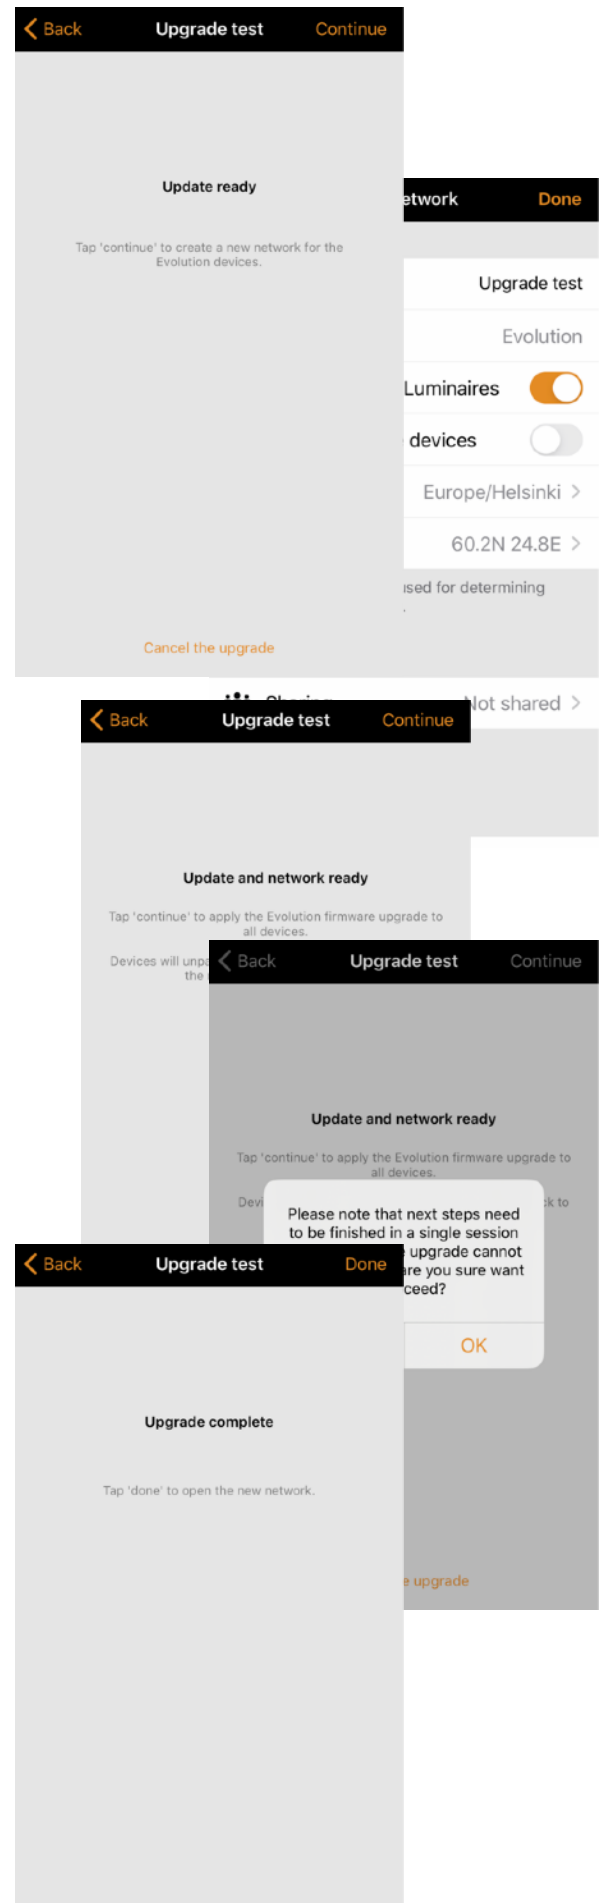 Back Upgrade test Continue
Update ready
Tap 'continue' to create a new network for the
Evolution devices.
Cancel the upgrade
Done
Upgrade test
Evolution
Luminaires
devices
Europe/Helsinki
60.2N 24.8E
used for determining
Not shared
Back Upgrade test Continue
Update and network ready
Tap 'continue' to apply the Evolution firmware upgrade to
all devices.
Devices will
the
Back Upgrade test Continue
Update and network ready
Tap 'continue' to apply the Evolution firmware upgrade to
all devices.
to
Please note that next steps need
to be finished in a single session
upgrade cannot
are you sure want
OK
upgrade
Back Upgrade test Done
Upgrade complete
Tap 'done' to open the new network.